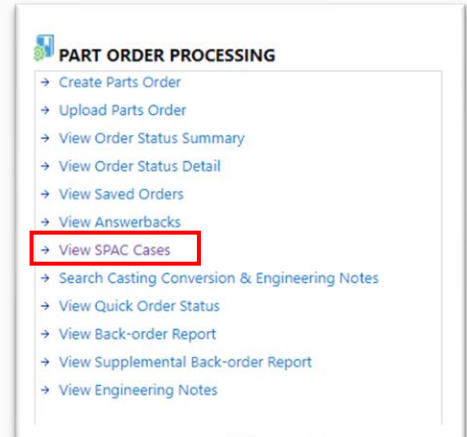 PART ORDER PROCESSING
→ Create Parts Order
→ Upload Parts Order
→ View Order Status Summary
→ View Order Status Detail
→ View Saved Orders
→ View Answerbacks
→ View SPAC Cases
→ Search Casting Conversion & Engineering Notes
→ View Quick Order Status
→ View Back-order Report
→ View Supplemental Back-order Report
→ View Engineering Notes